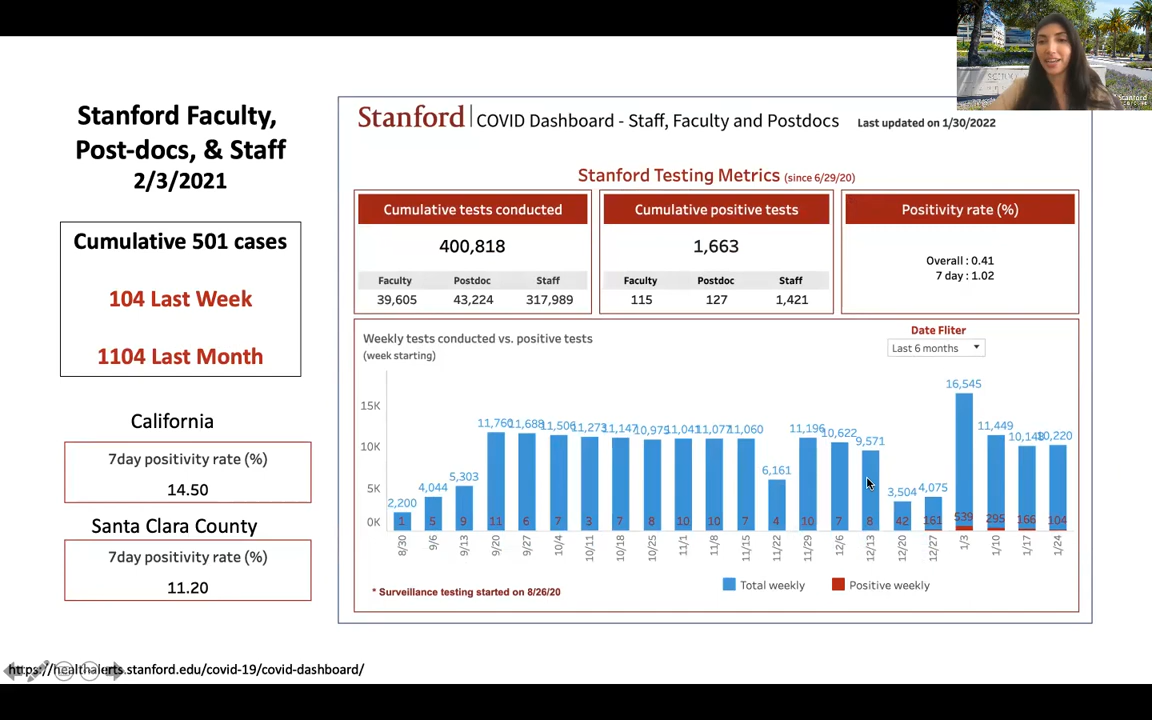 Stanford Faculty,
Post-docs, & Staff
2/3/2021
Cumulative 501 cases
104 Last Week
1104 Last Month
California
7day positivity rate (%)
14.50
Santa Clara County
7day positivity rate (%)
11.20
https://healthalerts.stanford.edu/covid-19/covid-dashboard/
Stanford | COVID Dashboard - Staff, Faculty and Postdocs Last updated on 1/30/2022
Stanford Testing Metrics (since 6/29/20)
Cumulative tests conducted
400,818
Faculty Postdoc Staff
39,605 43,224 317,989
Cumulative positive tests
1,663
Faculty Postdoc Staff
115 127 1,421
Positivity rate (%)
Overall : 0.41
7 day : 1.02
Weekly tests conducted vs. positive tests
(week starting)
Date Fliter
Last 6 months
15K
10K
5K
0K
2,200 4,044 5,303 11,760 11,688 11,506 11,273 11,147 10,975 11,041 11,077 11,060 6,161 11,196 10,622 9,571 3,504 4,075 16,545 11,449 10,148 10,220
1 5 9 11 6 7 3 7 8 10 10 7 4 10 7 8 42 161 539 295 166 104
8/30 9/6 9/13 9/20 9/27 10/4 10/11 10/18 10/25 11/1 11/8 11/15 11/22 11/29 12/6 12/13 12/20 12/27 1/3 1/10 1/17 1/24
Total weekly Positive weekly
* Surveillance testing started on 8/26/20
Stanford